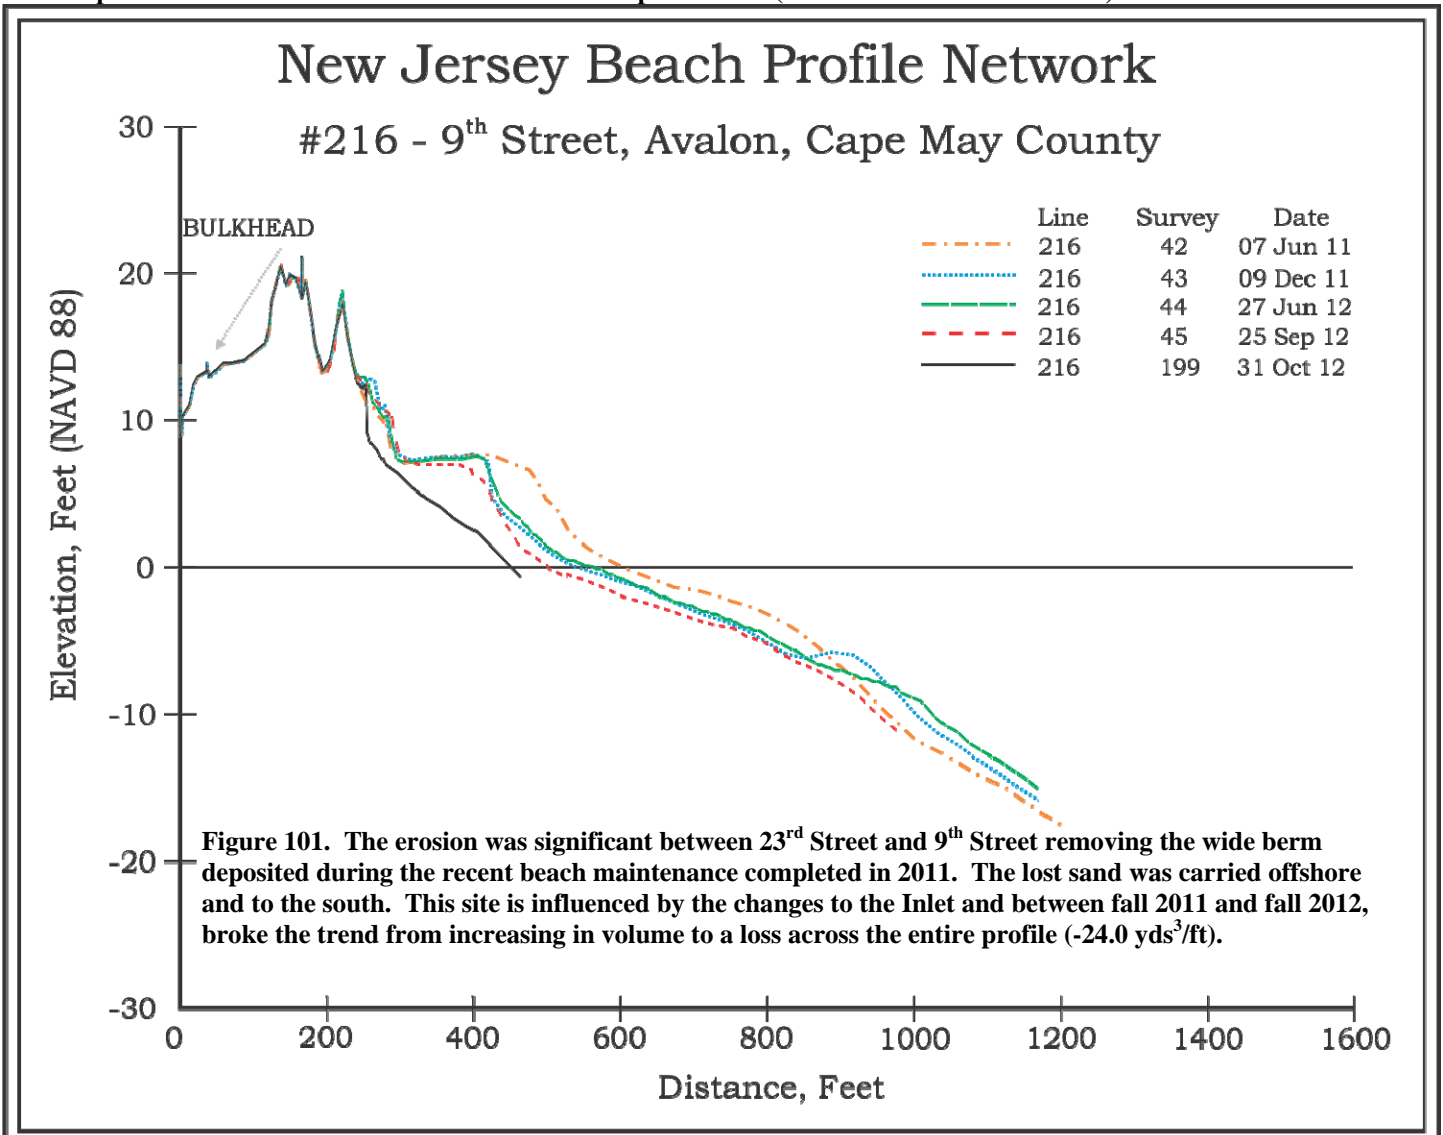 New Jersey Beach Profile Network
#216 - 9th Street, Avalon, Cape May County
30
20
10
0
-10
-20
-30
Elevation, Feet (NAVD 88)
BULKHEAD
Line Survey Date
216 42 07 Jun 11
216 43 09 Dec 11
216 44 27 Jun 12
216 45 25 Sep 12
216 199 31 Oct 12
Figure 101. The erosion was significant between 23rd Street and 9th Street removing the wide berm
deposited during the recent beach maintenance completed in 2011. The lost sand was carried offshore
and to the south. This site is influenced by the changes to the Inlet and between fall 2011 and fall 2012,
broke the trend from increasing in volume to a loss across the entire profile (-24.0 yds3/ft).
0 200 400 600 800 1000 1200 1400 1600
Distance, Feet